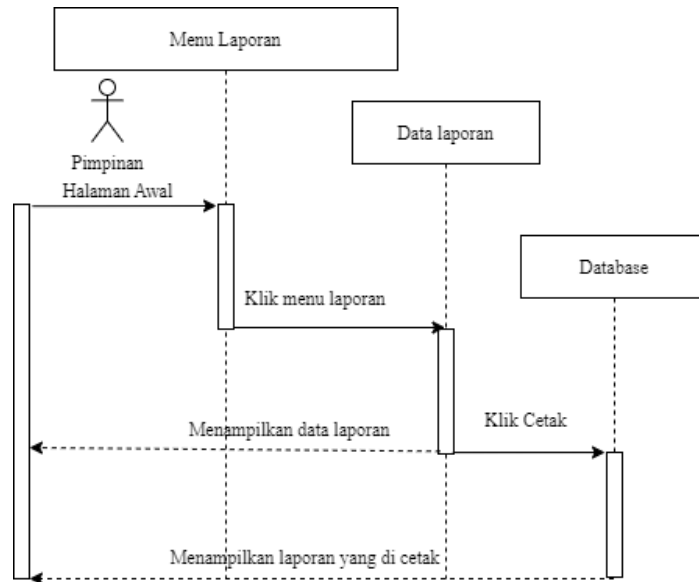 Menu Laporan
Data laporan
Pimpinan
Halaman Awal
Database
Klik menu laporan
Klik Cetak
Menampilkan data laporan
Menampilkan laporan yang di cetak